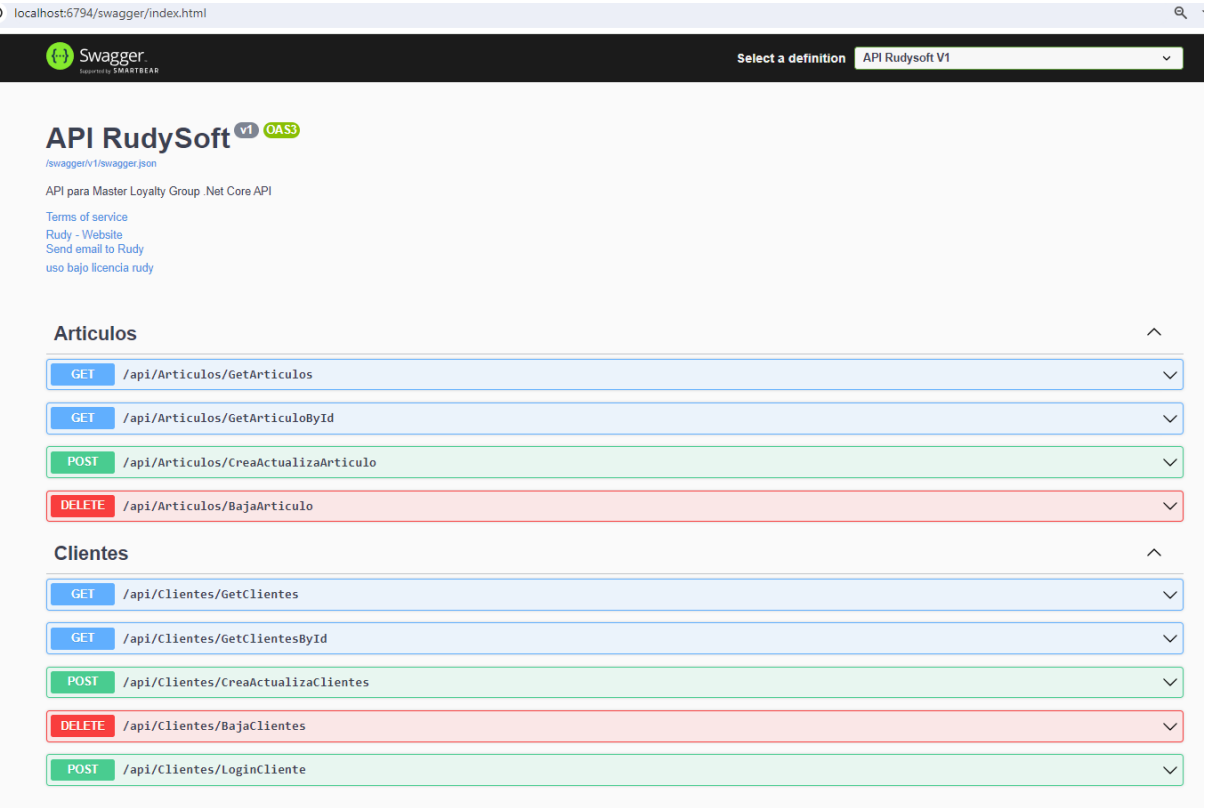 localhost:6794/swagger/index.html
Swagger.
Supported by SMARTBEAR
Select a definition API Rudysoft V1
API RudySoft v1 OAS3
/swagger/v1/swagger.json
API para Master Loyalty Group .Net Core API
Terms of service
Rudy - Website
Send email to Rudy
uso bajo licencia rudy
Articulos
GET /api/Articulos/GetArticulos
GET /api/Articulos/GetArticuloById
POST /api/Articulos/CreaActualizaArticulo
DELETE /api/Articulos/BajaArticulo
Clientes
GET /api/Clientes/GetClientes
GET /api/Clientes/GetClientesById
POST /api/Clientes/CreaActualizaClientes
DELETE /api/Clientes/BajaClientes
POST /api/Clientes/LoginCliente